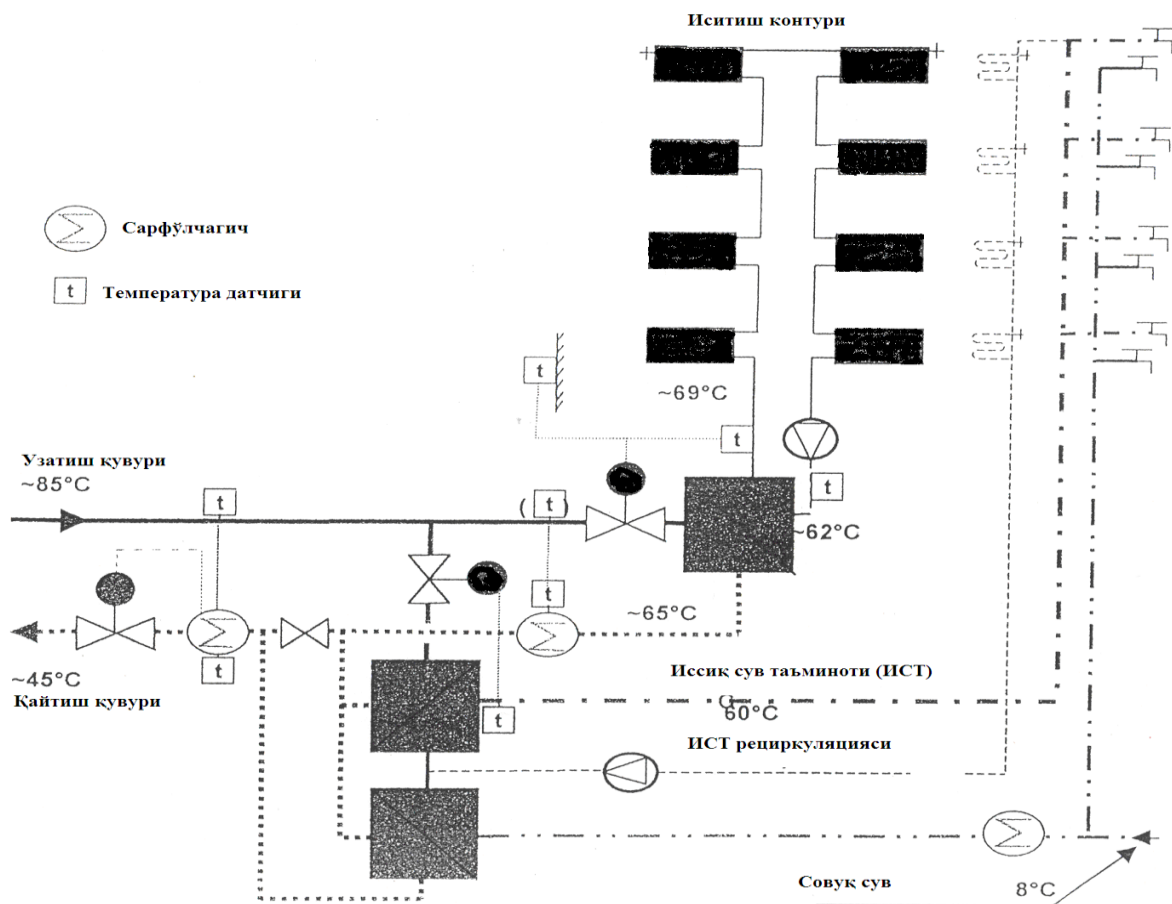 Иситиш контури
Сарфўлчагич
t Температура датчиги
t
~69°C
t
Узатиш қувури
~85°C
t
(t)
t
~62°C
t
~65°C
t
~45°C
Қайтиш қувури
Иссиқ сув таъминоти (ИСТ)
t
60°C
ИСТ рециркуляцияси
Совуқ сув
8°C